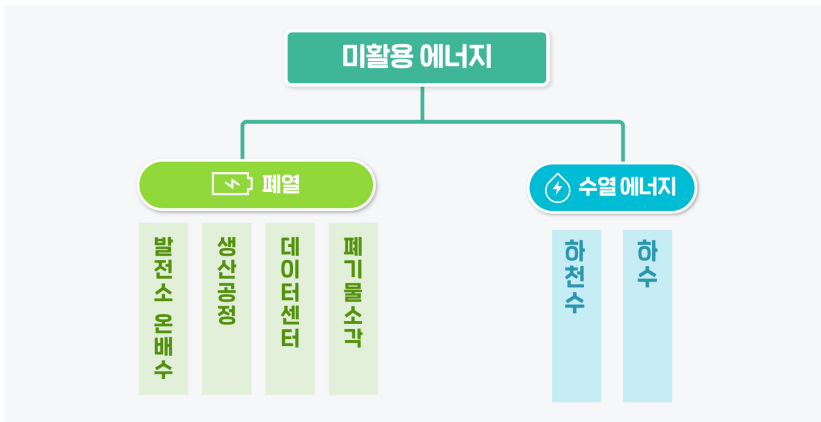 미활용 에너지
폐열
수열 에너지
발전소 온배수
생산공정
데이터센터
폐기물소각
하천수
하수